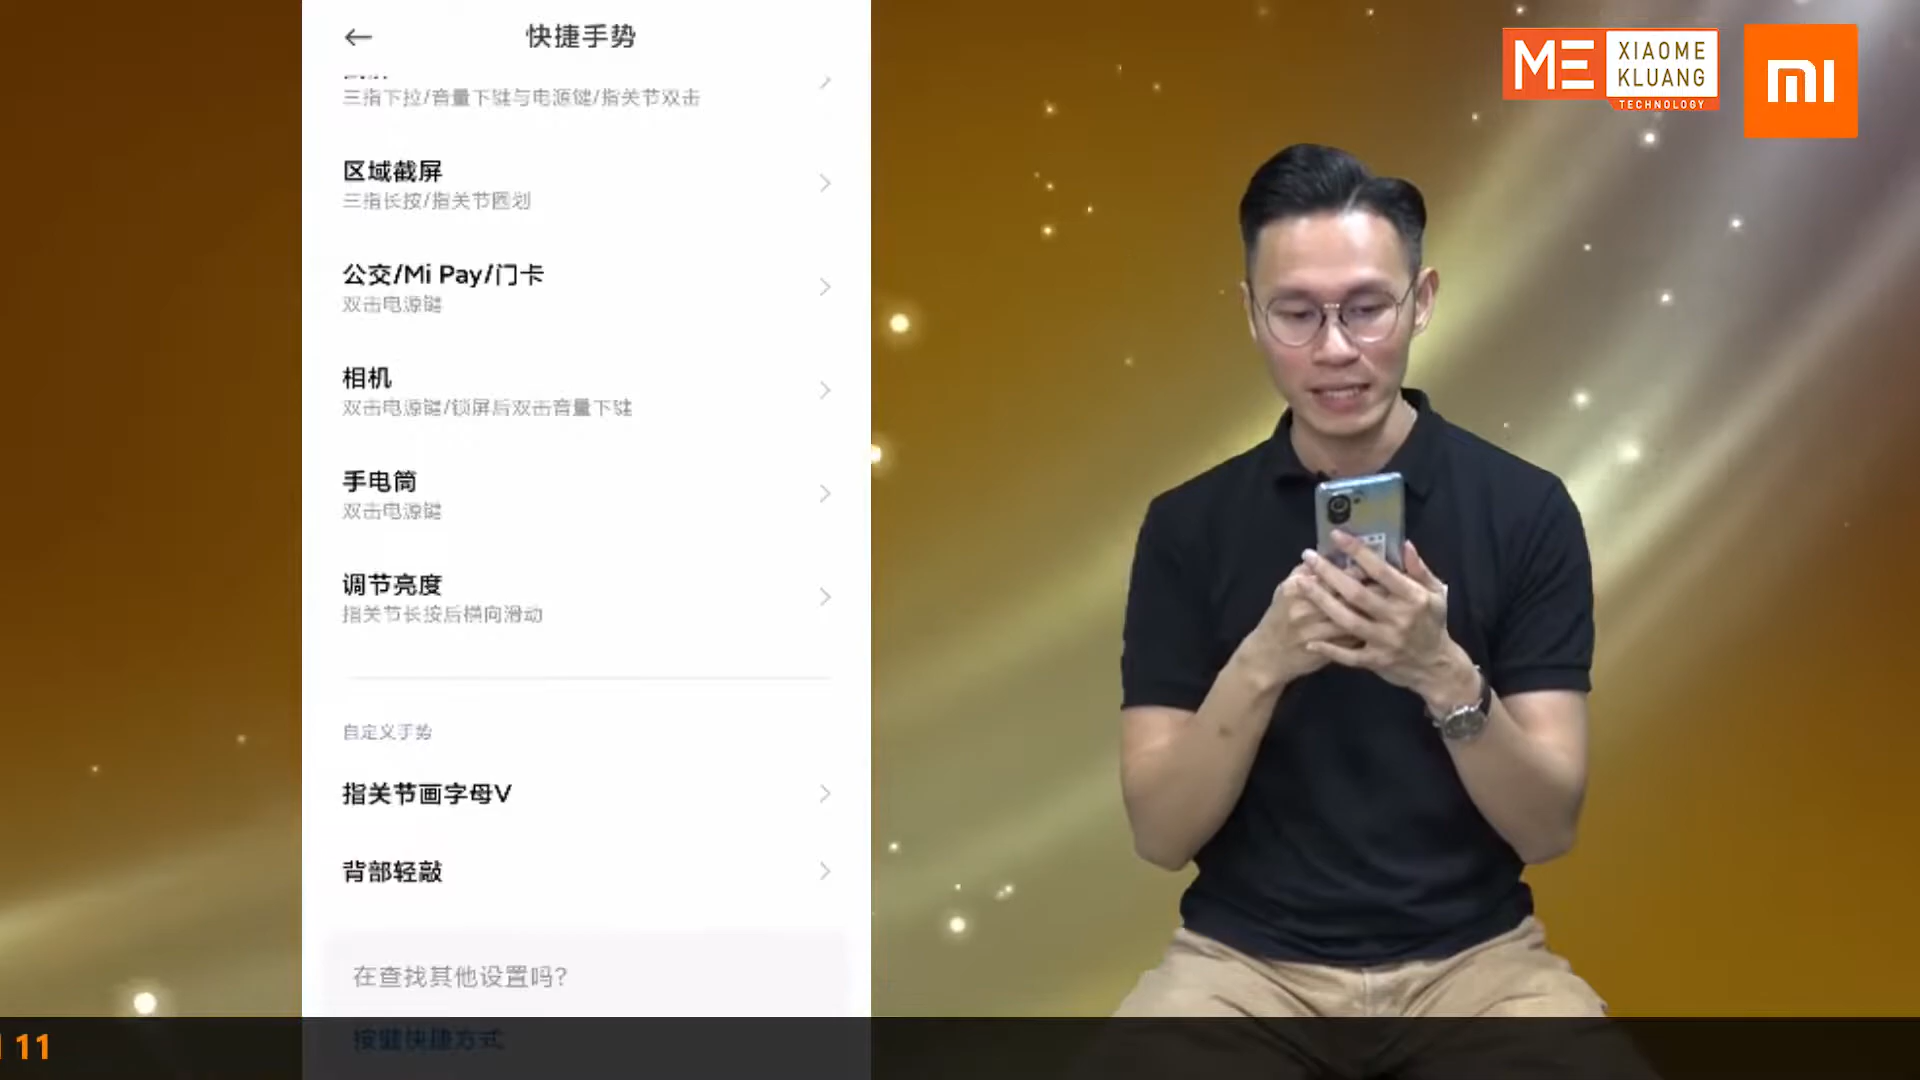 快捷手势
三指下拉/音量下键与电源键/指关节双击
区域截屏
三指长按/指关节圈划
公交/Mi Pay/门卡
双击电源键
相机
双击电源键/锁屏后双击音量下键
手电筒
双击电源键
调节亮度
指关节长按后横向滑动
自定义手势
指关节画字母V
背部轻敲
在查找其他设置吗?
按键快捷方式
ME XIAOME
KLUANG
TECHNOLOGY
11